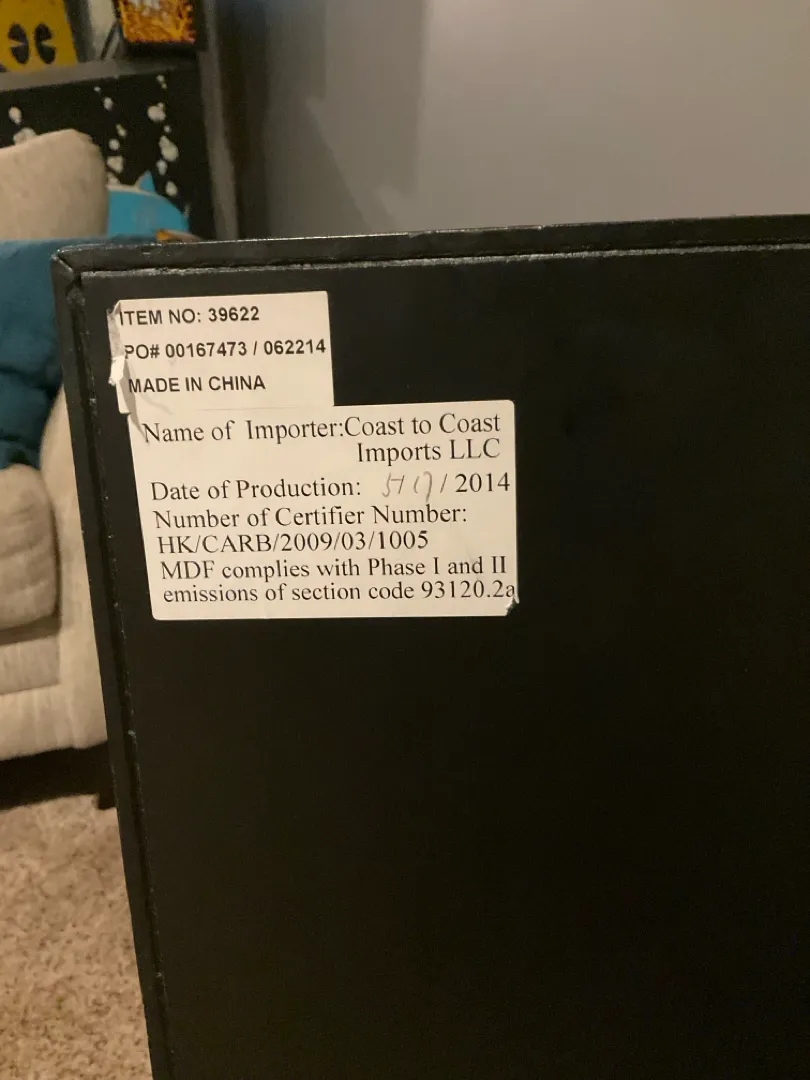 ITEM NO: 39622
PO# 00167473 / 062214
MADE IN CHINA
Name of Importer:Coast to Coast
Imports LLC
Date of Production: / 2014
Number of Certifier Number:
HK/CARB/2009/03/1005
MDF complies with Phase I and II
emissions of section code 93120.2a